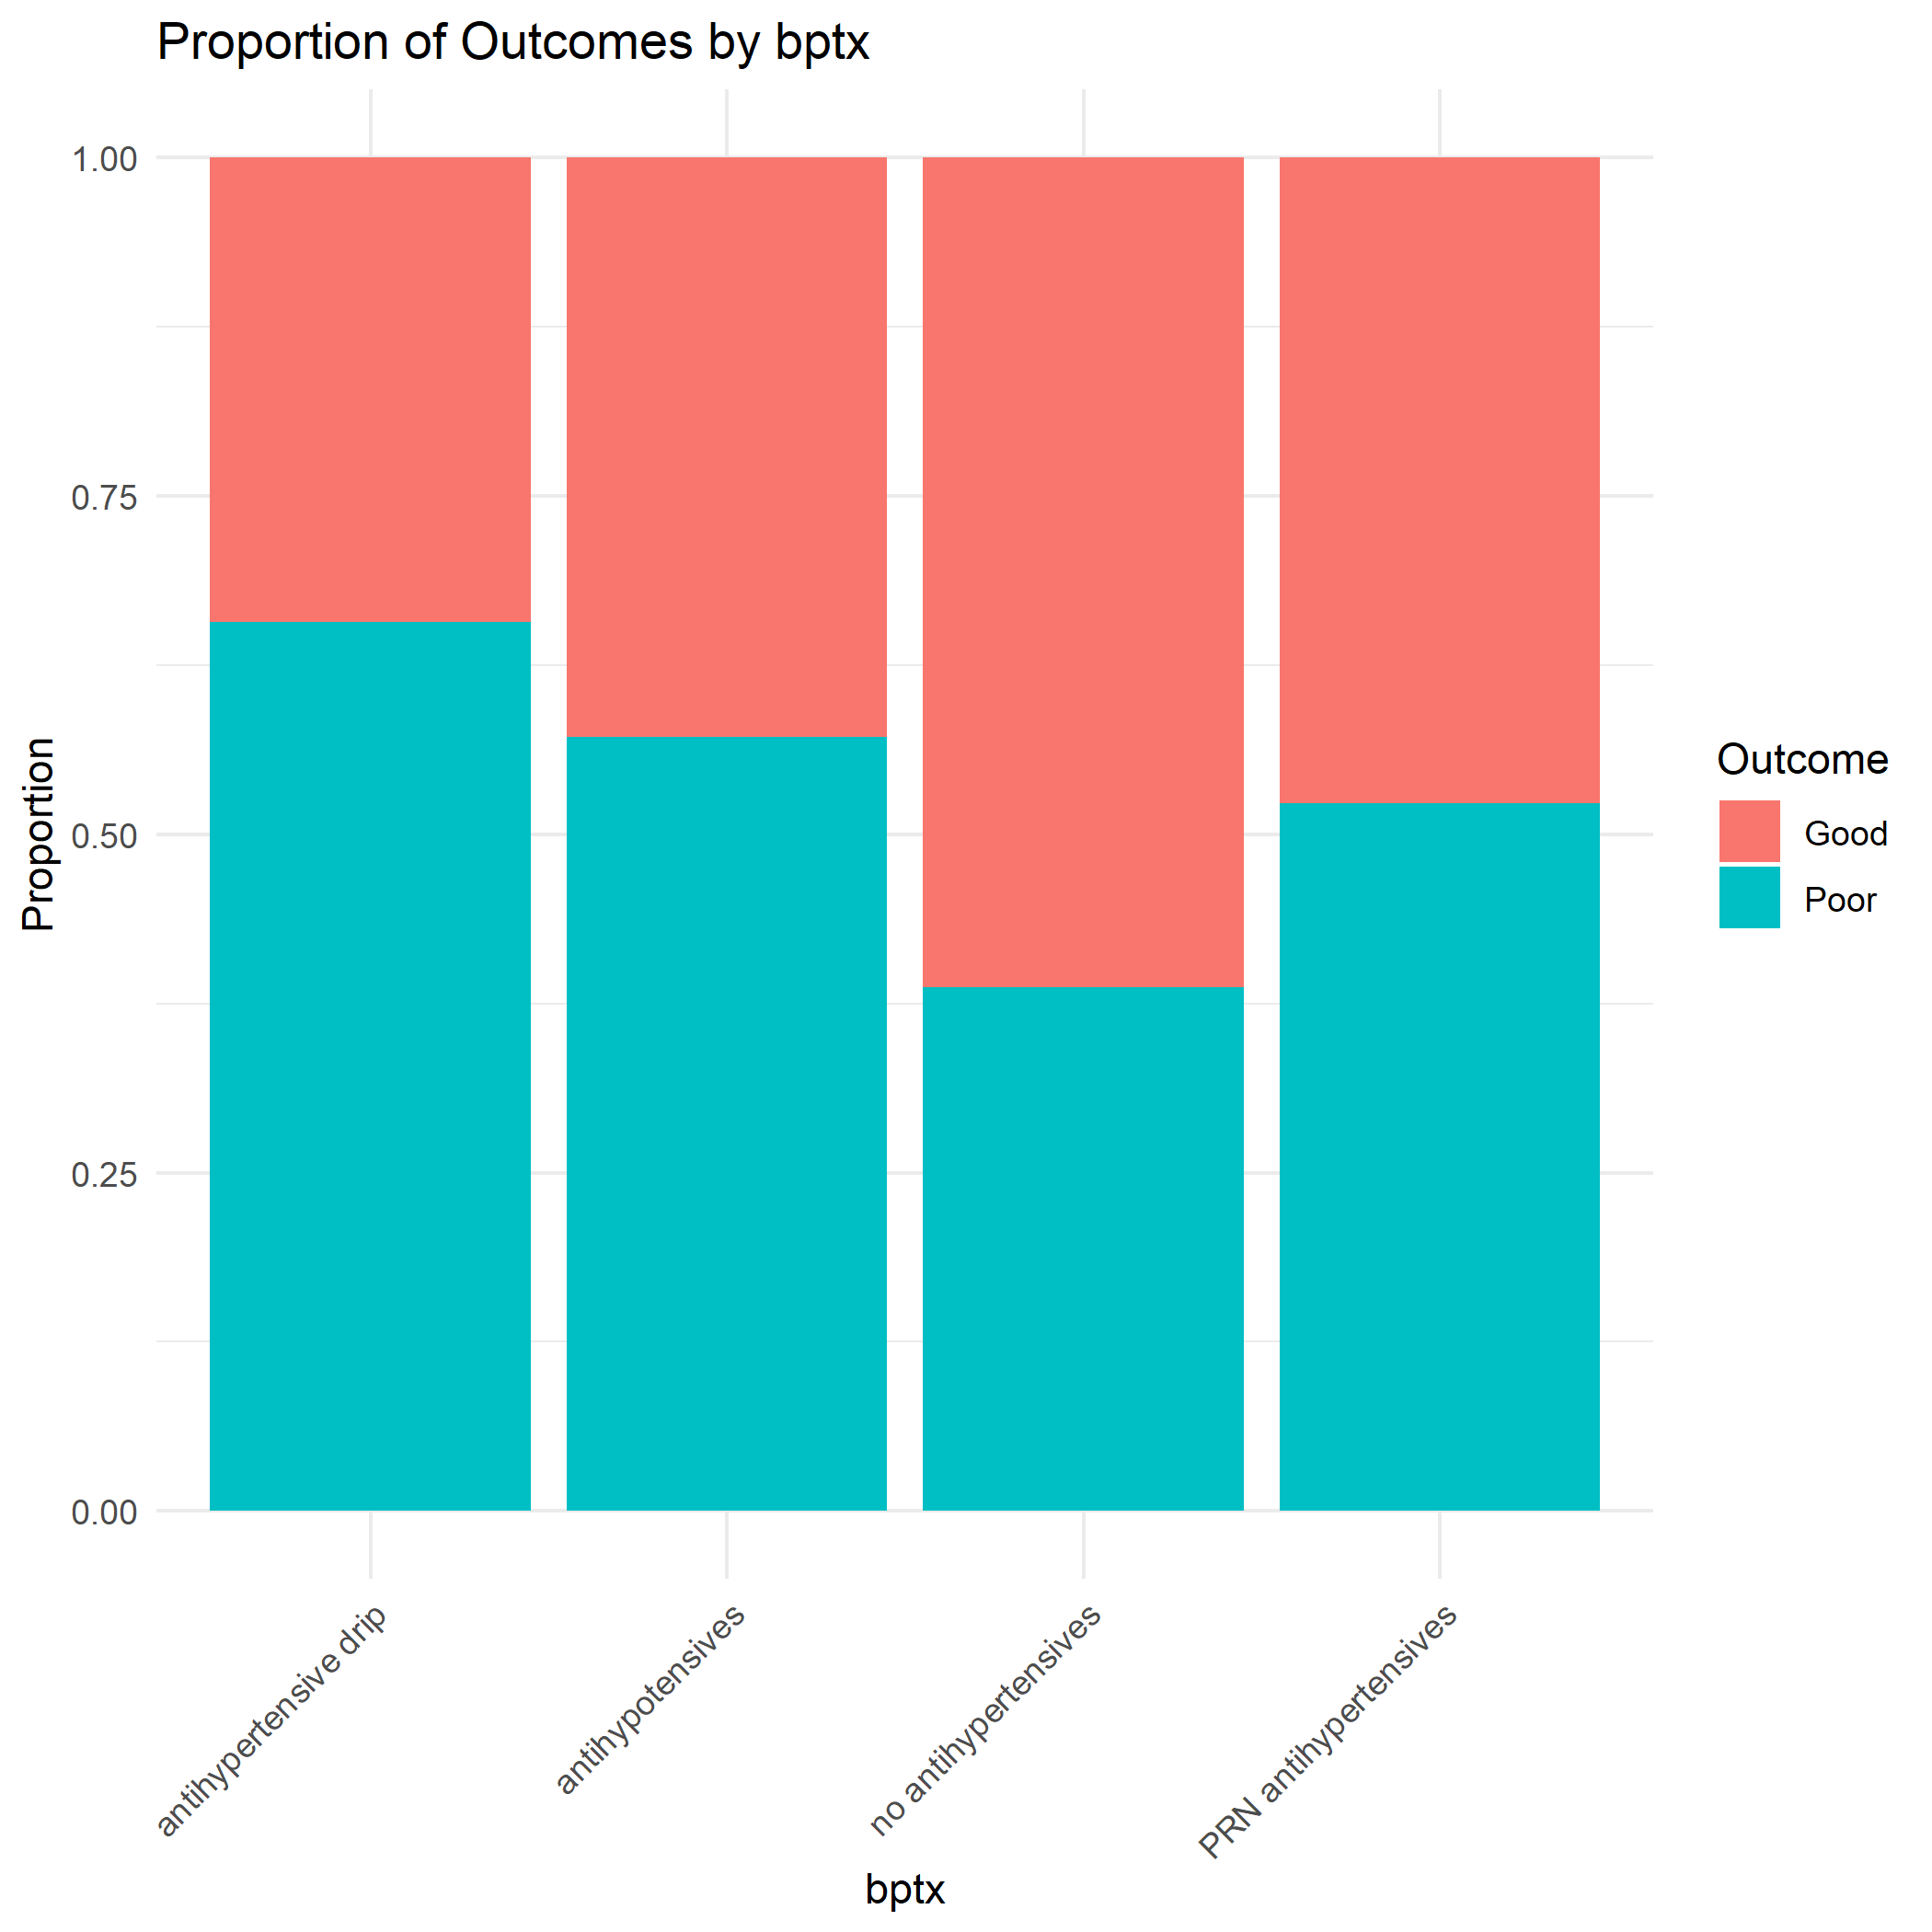 Proportion of Outcomes by bptx
1.00
0.75
0.50
0.25
0.00
Proportion
antihypertensive drip
antihypotensives
no antihypertensives
PRN antihypertensives
bptx
Outcome
Good
Poor